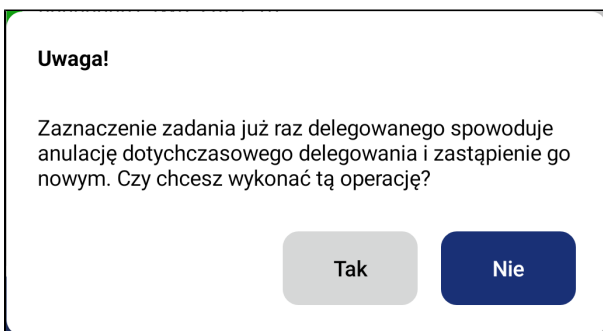 Uwaga!
Zaznaczenie zadania już raz delegowanego spowoduje
anulację dotychczasowego delegowania i zastąpienie go
nowym. Czy chcesz wykonać tą operację?
Tak
Nie